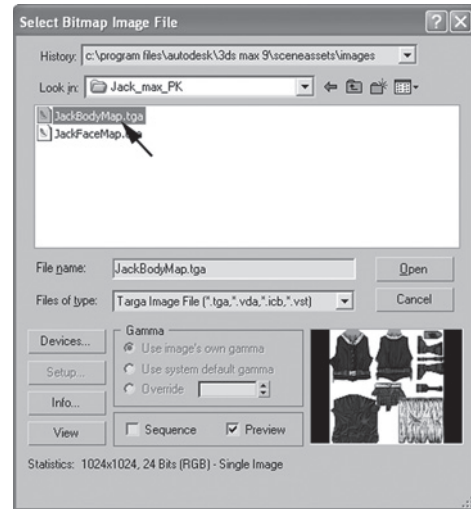 Select Bitmap Image File
History: c:\program files\autodesk\3ds max 9\sceneassets\images
Look in: Jack_max_PK
JackBodyMap.tga
JackFaceMap.
File name: JackBodyMap.tga Open
Files of type: Targa Image File (*.tga,*.vda,*.icb,*.vst) Cancel
Devices...
Setup...
Info...
View
Gamma
Use image's own gamma
Use system default gamma
Override
Sequence Preview
Statistics: 1024x1024, 24 Bits (RGB) - Single Image